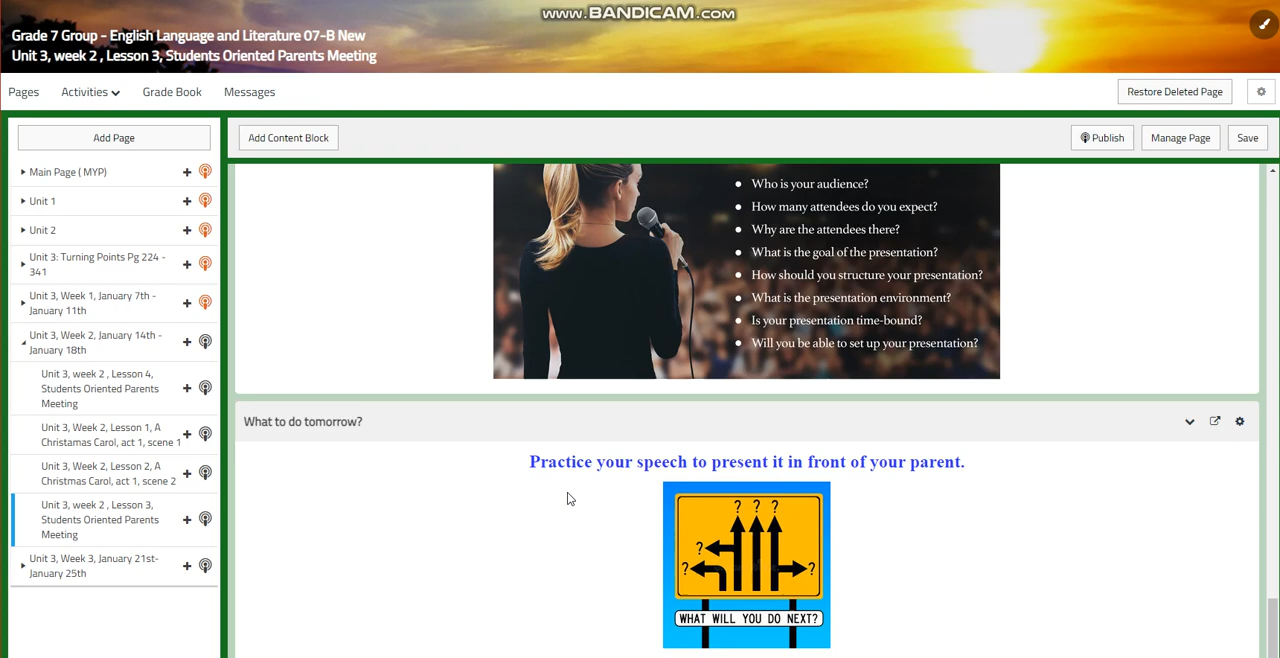 www.BANDICAM.com
Grade 7 Group - English Language and Literature 07-B New
Unit 3, week 2 , Lesson 3, Students Oriented Parents Meeting
Pages
Activities
Grade Book
Messages
Restore Deleted Page
Add Page
Add Content Block
Publish
Manage Page
Save
Main Page ( MYP)
Unit 1
Unit 2
Unit 3: Turning Points Pg 224 -
341
Unit 3, Week 1, January 7th -
January 11th
Unit 3, Week 2, January 14th -
January 18th
Unit 3, week 2 , Lesson 4,
Students Oriented Parents
Meeting
Unit 3, Week 2, Lesson 1, A
Christamas Carol, act 1, scene 1
Unit 3, Week 2, Lesson 2, A
Christmas Carol, act 1, scene 2
Unit 3, week 2 , Lesson 3,
Students Oriented Parents
Meeting
Unit 3, Week 3, January 21st-
January 25th
Who is your audience?
How many attendees do you expect?
Why are the attendees there?
What is the goal of the presentation?
How should you structure your presentation?
What is the presentation environment?
Is your presentation time-bound?
Will you be able to set up your presentation?
What to do tomorrow?
Practice your speech to present it in front of your parent.
? ? ?
?
? ?
WHAT WILL YOU DO NEXT?